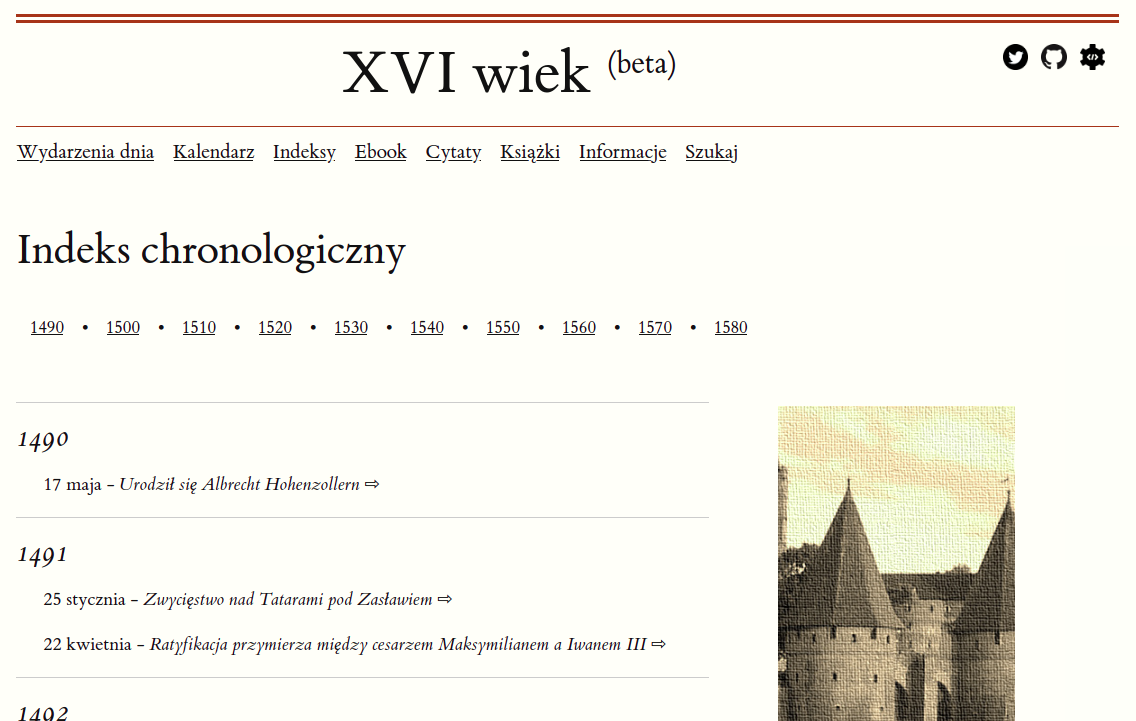 XVI wiek (beta)
Wydarzenia dnia Kalendarz Indeksy Ebook Cytaty Książki Informacje Szukaj
Indeks chronologiczny
1490 • 1500 • 1510 • 1520 • 1530 • 1540 • 1550 • 1560 • 1570 • 1580
1490
17 maja - Urodził się Albrecht Hohenzollern ⇨
1491
25 stycznia - Zwycięstwo nad Tatarami pod Zasławiem ⇨
22 kwietnia - Ratyfikacja przymierza między cesarzem Maksymilianem a Iwanem III ⇨
1492